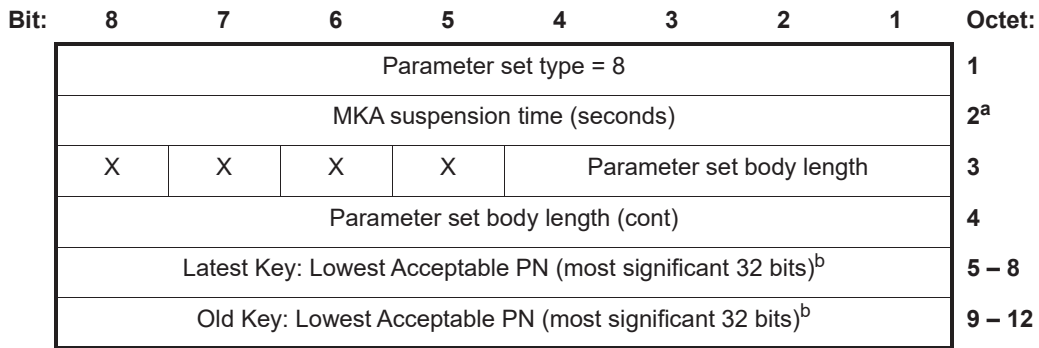 Bit: 8 7 6 5 4 3 2 1 Octet:
Parameter set type = 8 1
MKA suspension time (seconds) 2a
X X X X Parameter set body length 3
Parameter set body length (cont) 4
Latest Key: Lowest Acceptable PN (most significant 32 bits)b 5 – 8
Old Key: Lowest Acceptable PN (most significant 32 bits)b 9 – 12